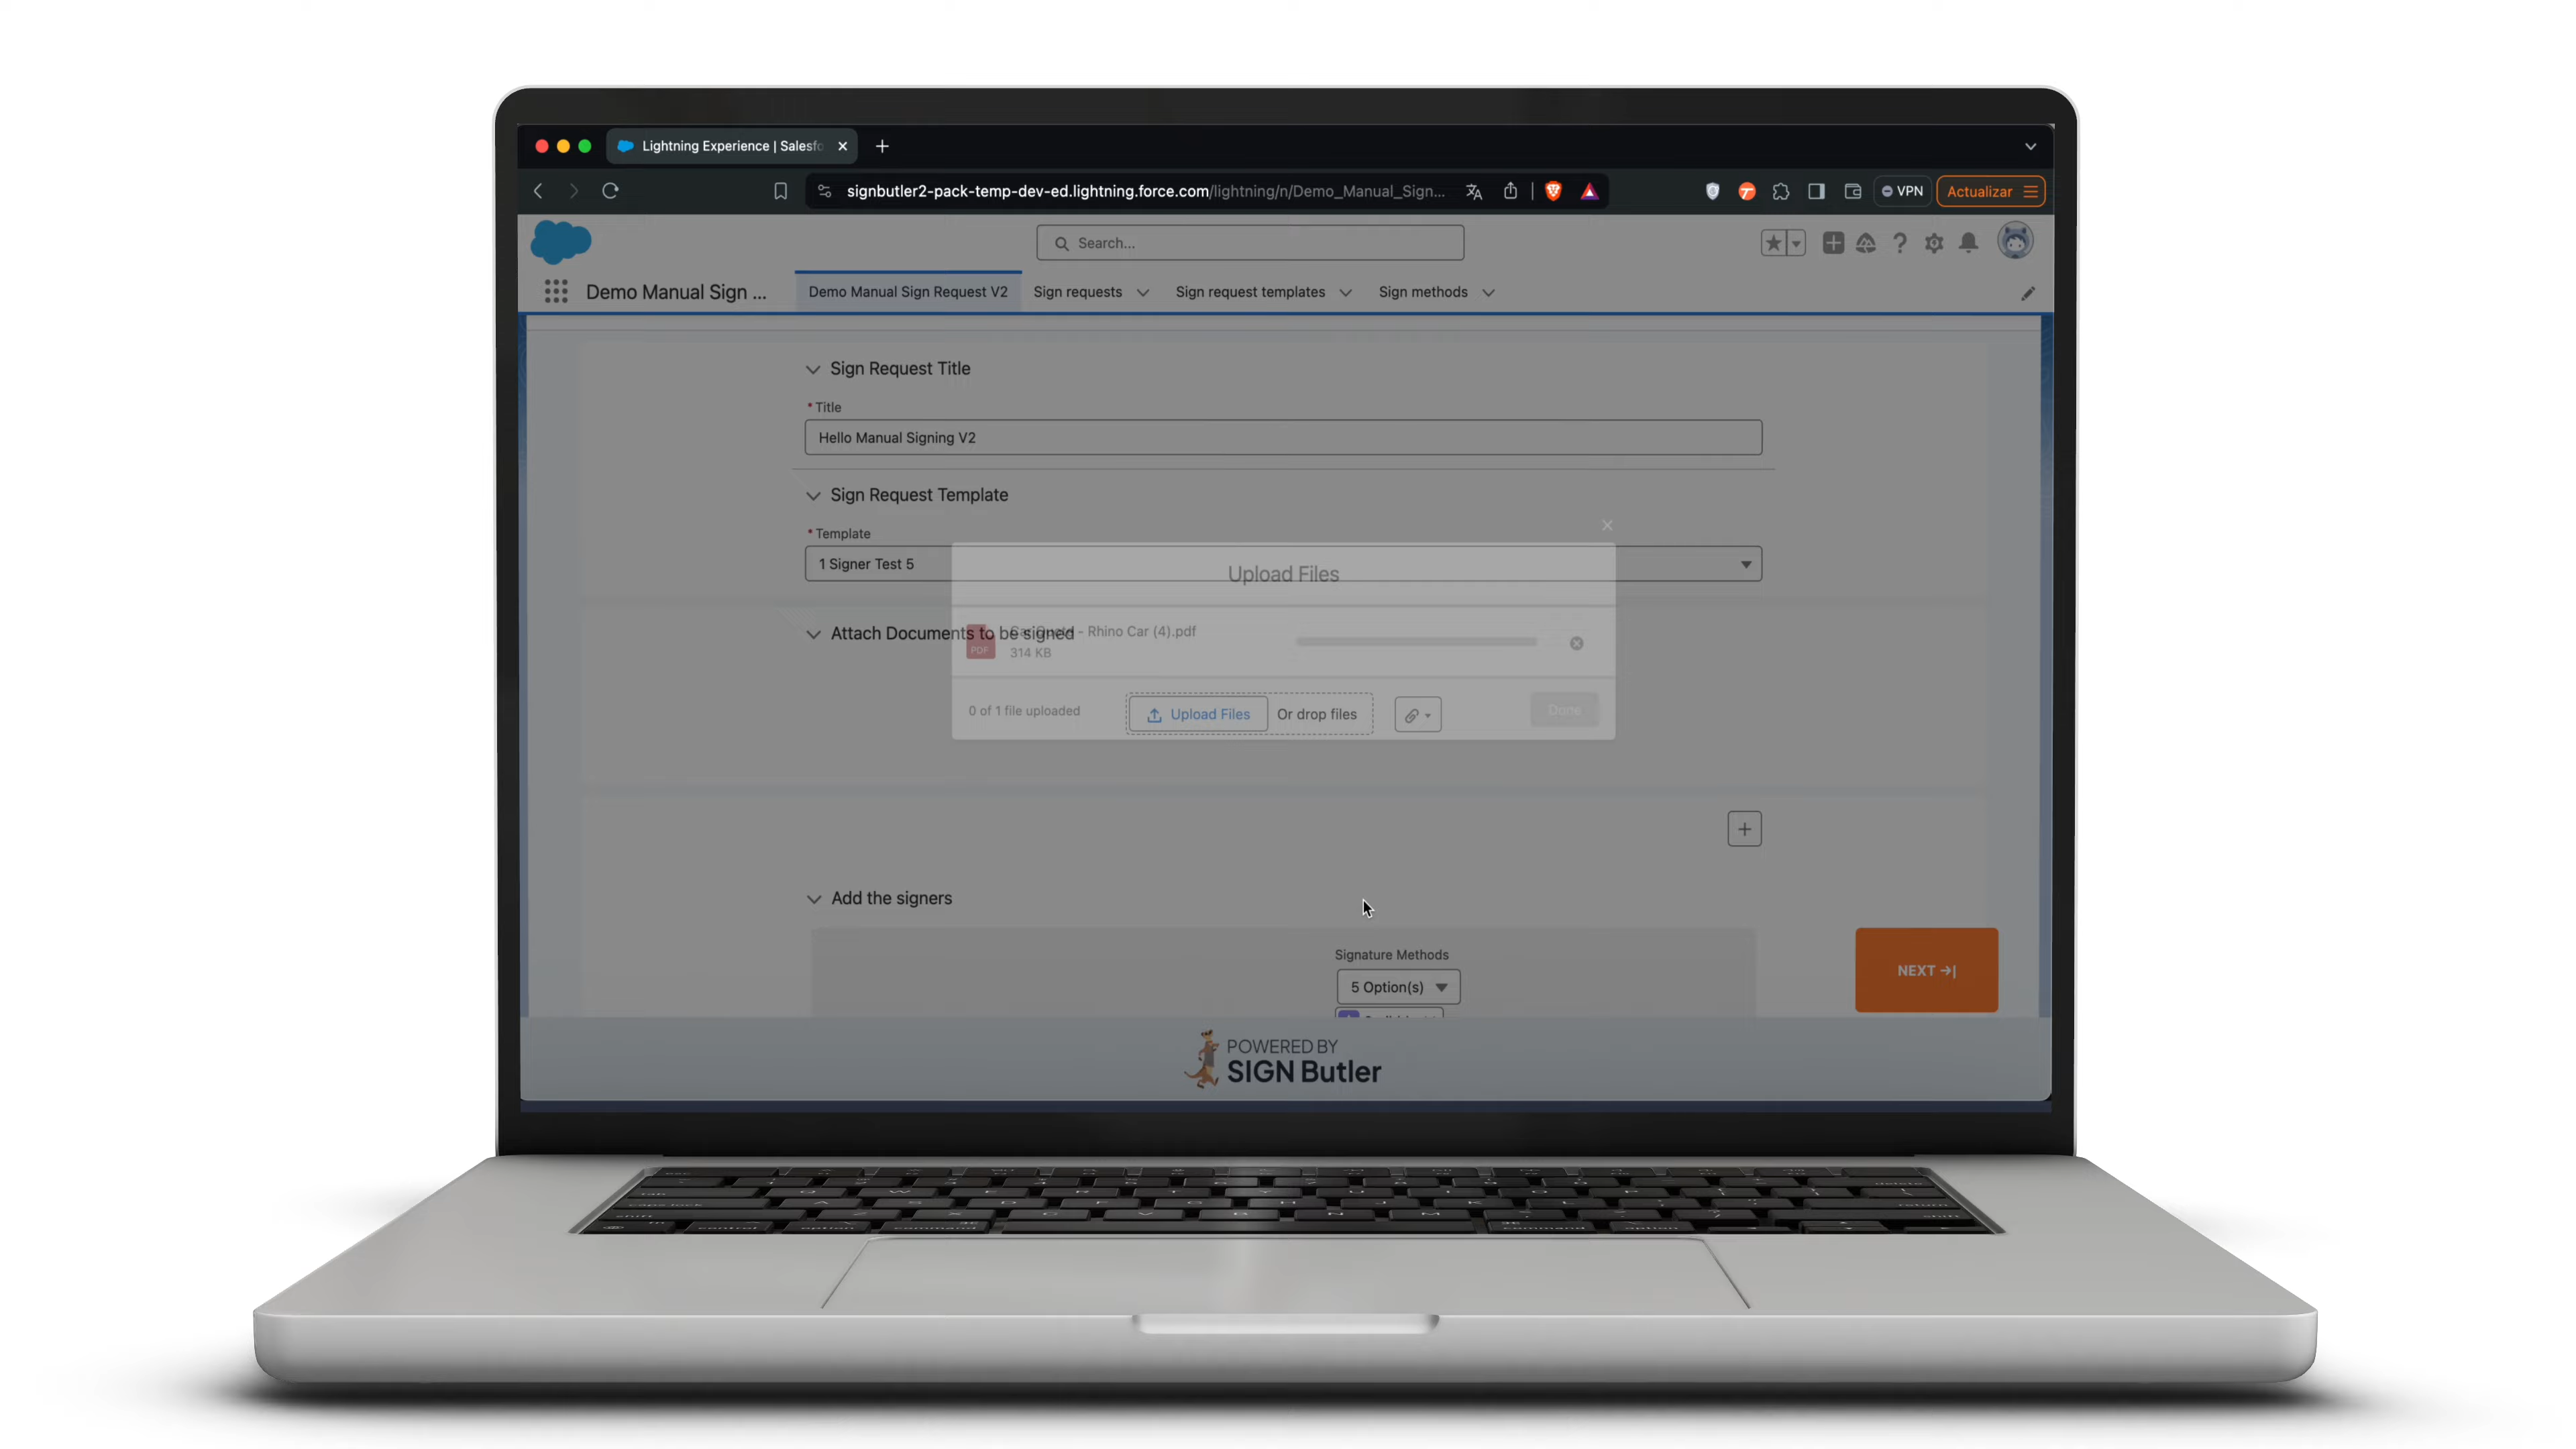 Lightning Experience | Salesfo
signbutler2-pack-temp-dev-ed.lightning.force.com/lightning/n/Demo_Manual_Sign...
VPN
Actualizar
Search...
Demo Manual Sign ...
Demo Manual Sign Request V2
Sign requests
Sign request templates
Sign methods
Sign Request Title
* Title
Hello Manual Signing V2
Sign Request Template
* Template
1 Signer Test 5
Upload Files
Attach Documents to be signed
- Rhino Car (4).pdf
PDF
314 KB
0 of 1 file uploaded
Upload Files
Or drop files
Done
Add the signers
Signature Methods
5 Option(s)
NEXT
POWERED BY
SIGN Butler